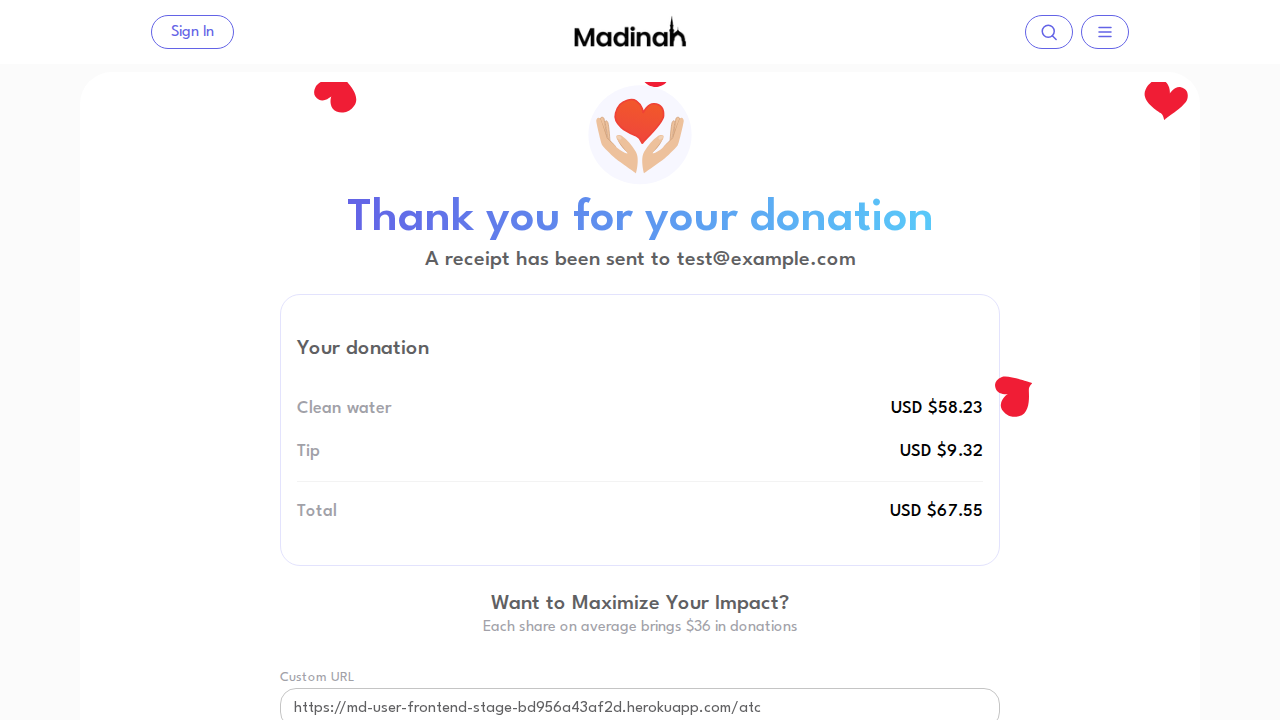 Sign In
Madinah
Thank you for your donation
A receipt has been sent to test@example.com
Your donation
Clean water USD $58.23
Tip USD $9.32
Total USD $67.55
Want to Maximize Your Impact?
Each share on average brings $36 in donations
Custom URL
https://md-user-frontend-stage-bd956a43af2d.herokuapp.com/atc